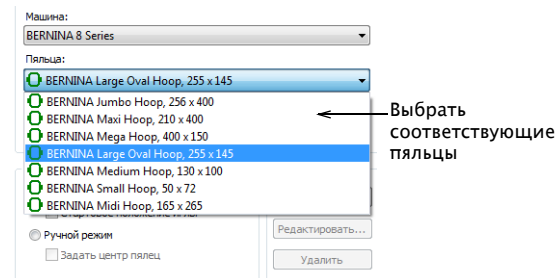 Машина:
BERNINA 8 Series
Пяльца:
BERNINA Large Oval Hoop, 255 x 145
BERNINA Jumbo Hoop, 256 x 400
BERNINA Maxi Hoop, 210 x 400
BERNINA Mega Hoop, 400 x 150
BERNINA Large Oval Hoop, 255 x 145
BERNINA Medium Hoop, 130 x 100
BERNINA Small Hoop, 50 x 72
BERNINA Midi Hoop, 165 x 265
Выбрать
соответствующие
пяльцы
Ручной режим
Редактировать...
Задать центр пялец
Удалить